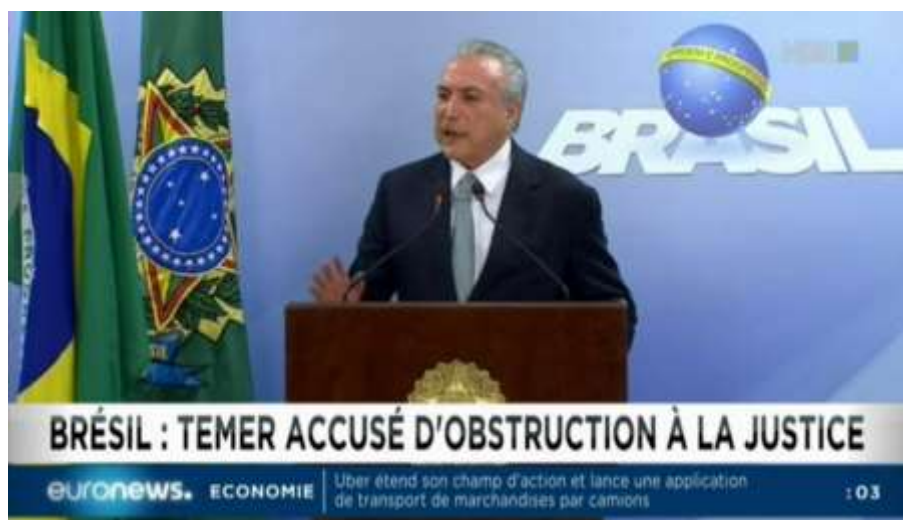 BRASIL
BRÉSIL : TEMER ACCUSÉ D'OBSTRUCTION À LA JUSTICE
euronews. ECONOMIE
Uber étend son champ d'action et lance une application
de transport de marchandises par camions
:03